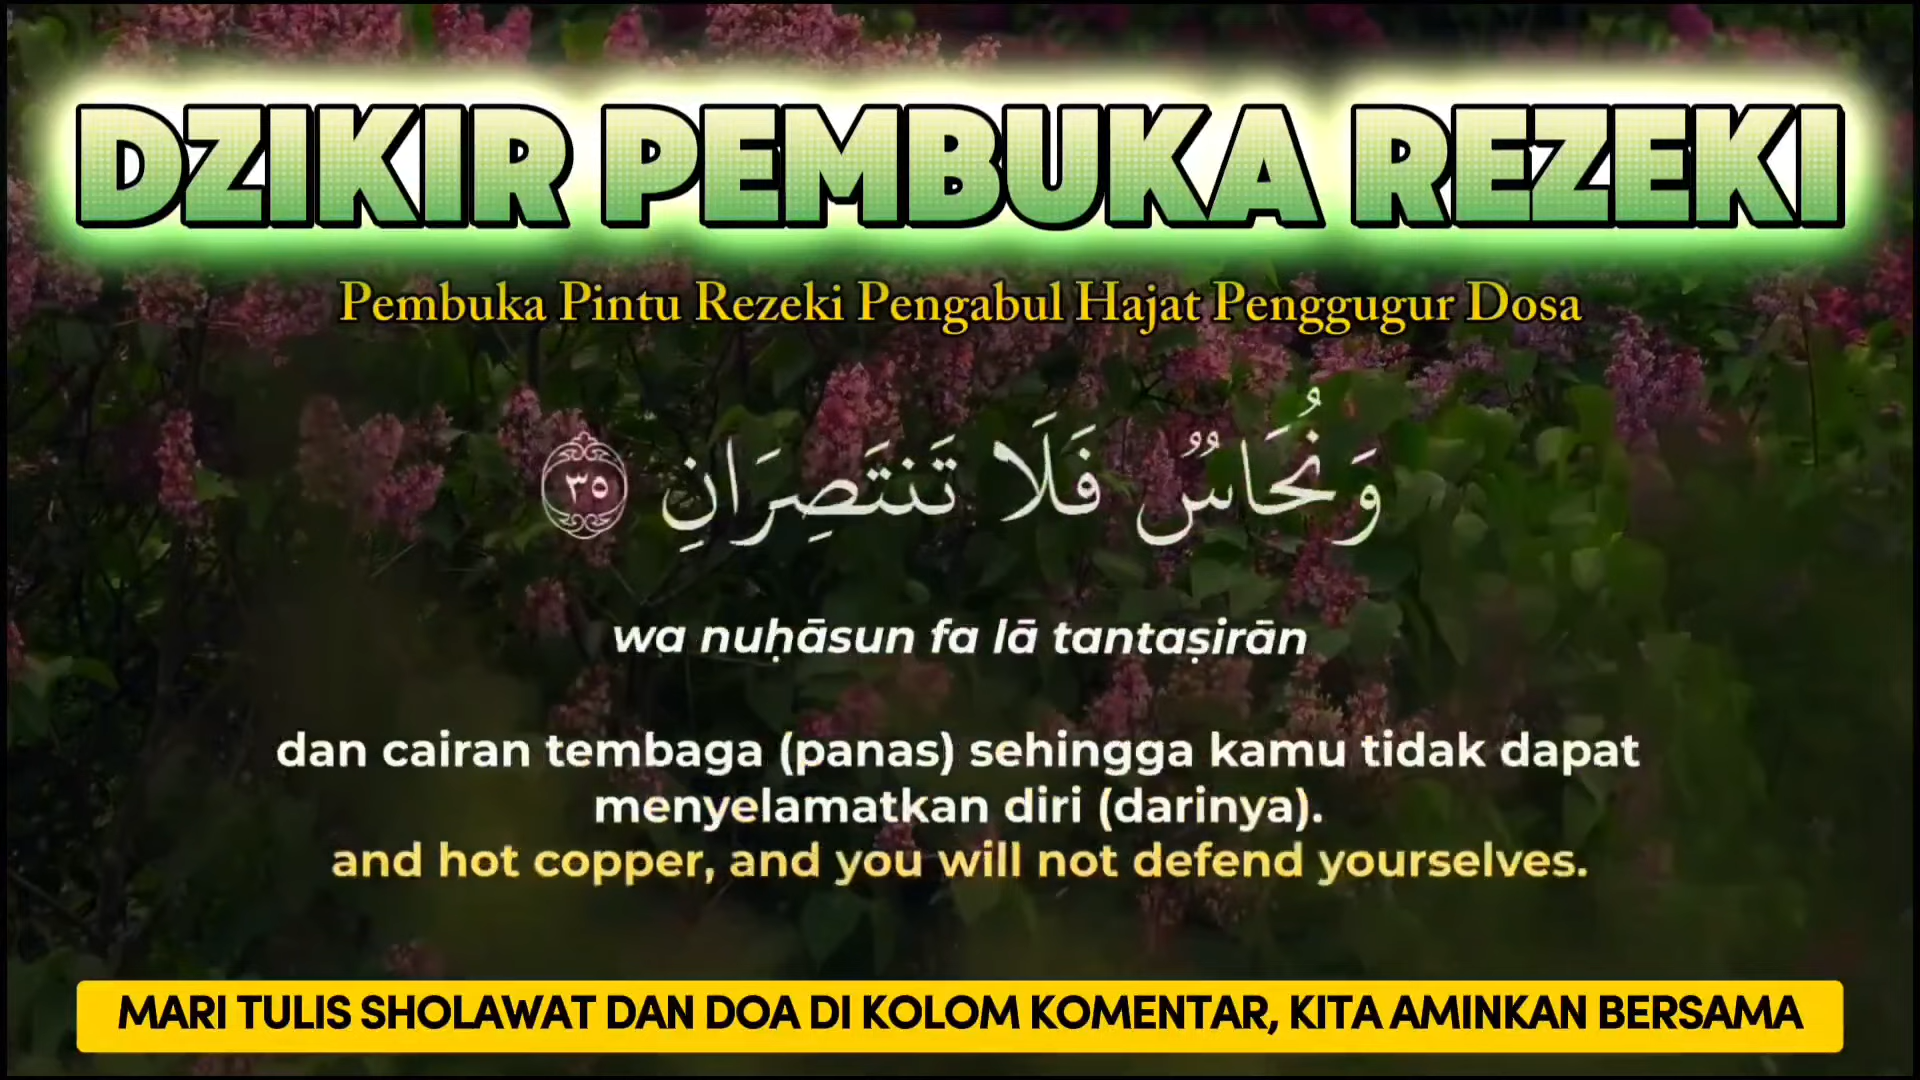 DZIKIR PEMBUKA REZEKI
Pembuka Pintu Rezeki Pengabul Hajat Penggugur Dosa
وَنُحَاسٌ فَلَا تَنتَصِرَانِ ٣٥
wa nuḥāsun fa lā tantaṣirān
dan cairan tembaga (panas) sehingga kamu tidak dapat
menyelamatkan diri (darinya).
and hot copper, and you will not defend yourselves.
MARI TULIS SHOLAWAT DAN DOA DI KOLOM KOMENTAR, KITA AMINKAN BERSAMA